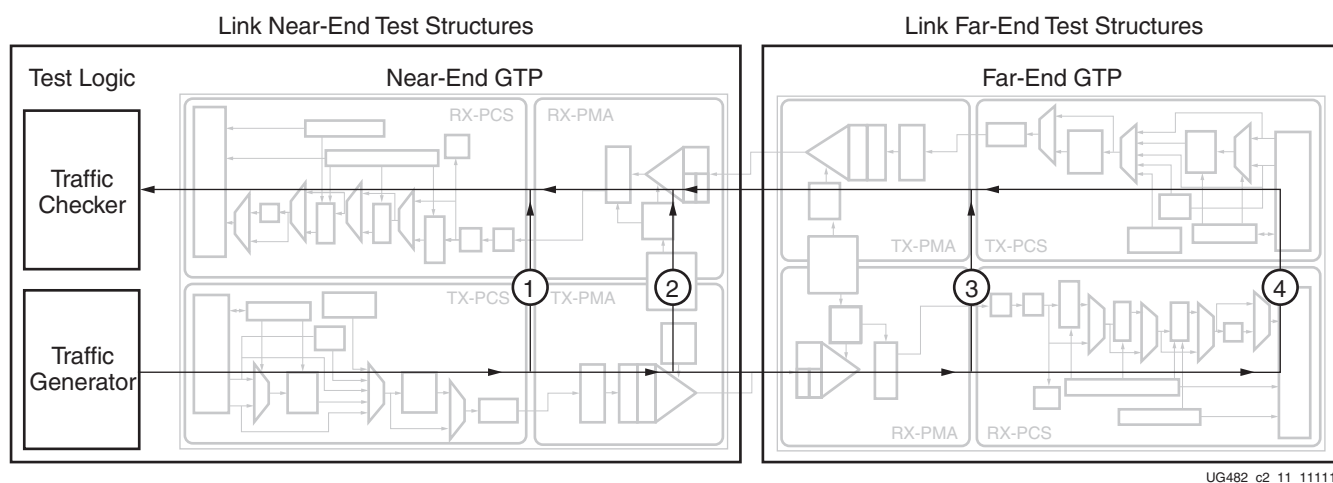 Link Near-End Test Structures
Link Far-End Test Structures
Test Logic
Near-End GTP
Far-End GTP
RX-PCS
RX-PMA
Traffic
Checker
TX-PMA
TX-PCS
TX-PCS
TX-PMA
1
2
3
4
Traffic
Generator
RX-PMA
RX-PCS
UG482_c2_11_11111